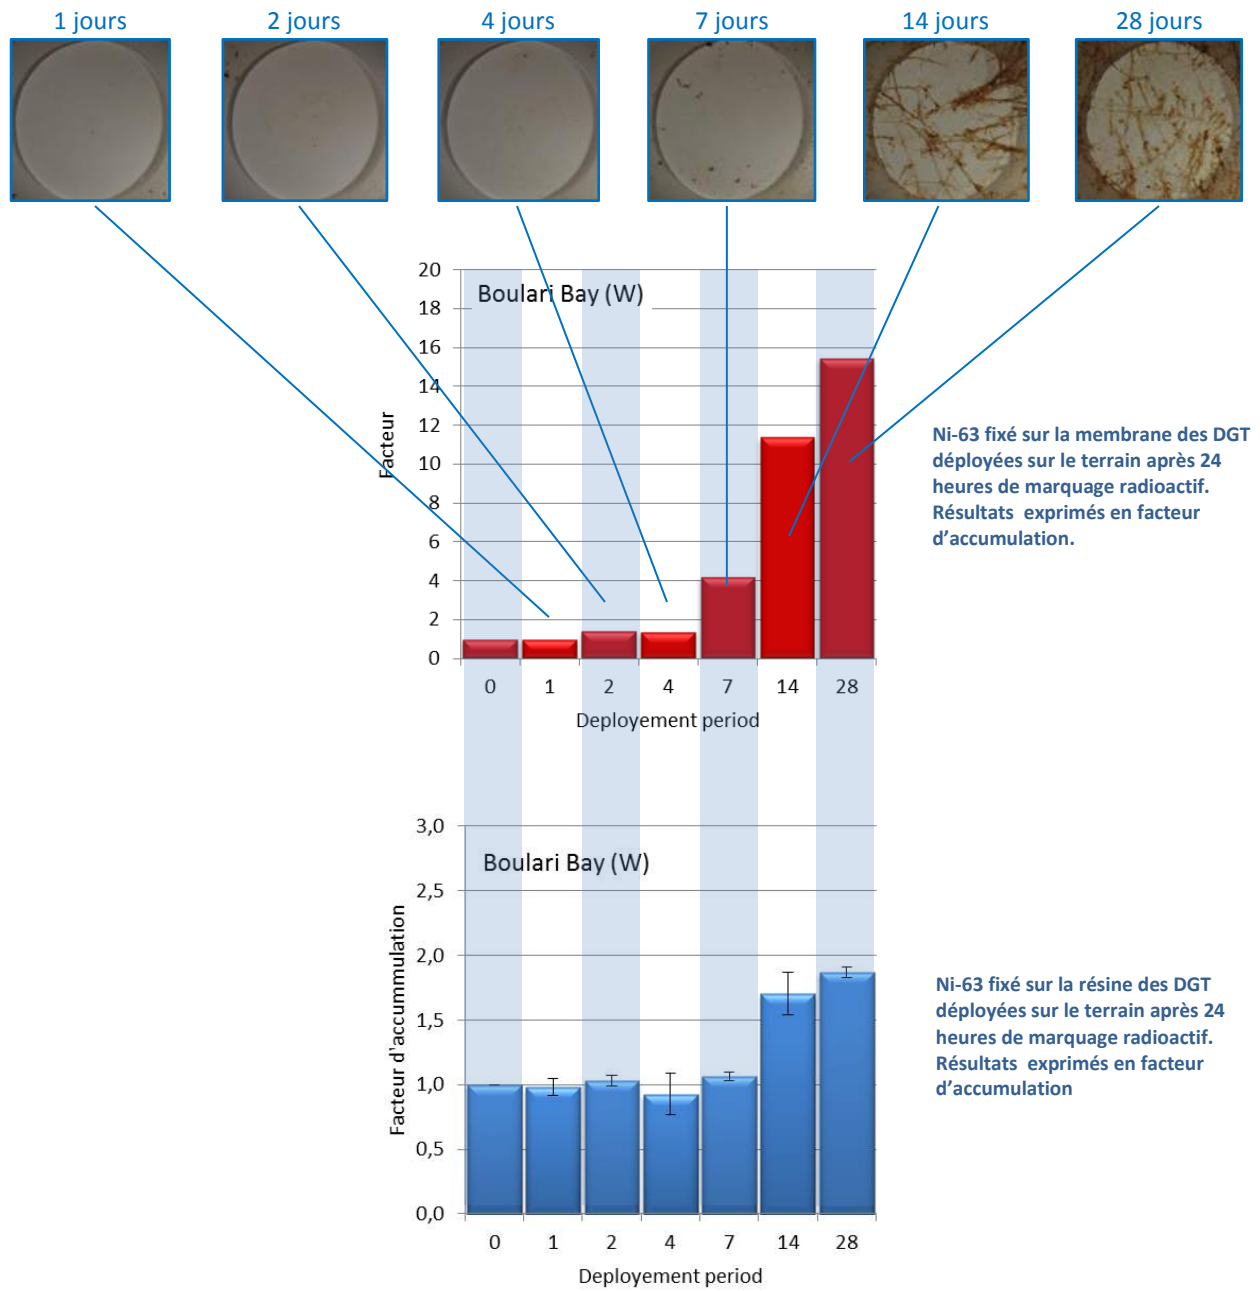 1 jours
2 jours
4 jours
7 jours
14 jours
28 jours
Boulari Bay (W)
Facteur
20
18
16
14
12
10
8
6
4
2
0
0 1 2 4 7 14 28
Deployement period
Ni-63 fixé sur la membrane des DGT
déployées sur le terrain après 24
heures de marquage radioactif.
Résultats exprimés en facteur
d'accumulation.
Boulari Bay (W)
Facteur d'accummulation
3,0
2,5
2,0
1,5
1,0
0,5
0,0
0 1 2 4 7 14 28
Deployement period
Ni-63 fixé sur la résine des DGT
déployées sur le terrain après 24
heures de marquage radioactif.
Résultats exprimés en facteur
d'accumulation